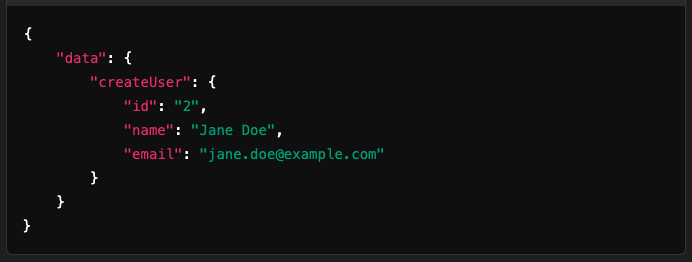 {
    "data": {
        "createUser": {
            "id": "2",
            "name": "Jane Doe",
            "email": "jane.doe@example.com"
        }
    }
}